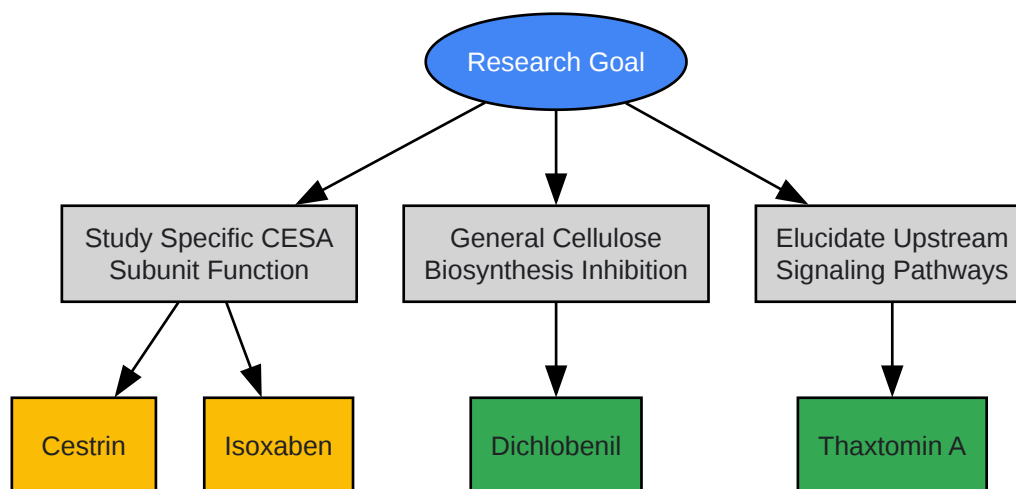 Research Goal
Study Specific CESA
Subunit Function
General Cellulose
Biosynthesis Inhibition
Elucidate Upstream
Signaling Pathways
Cestrin
Isoxaben
Dichlobenil
Thaxtomin A